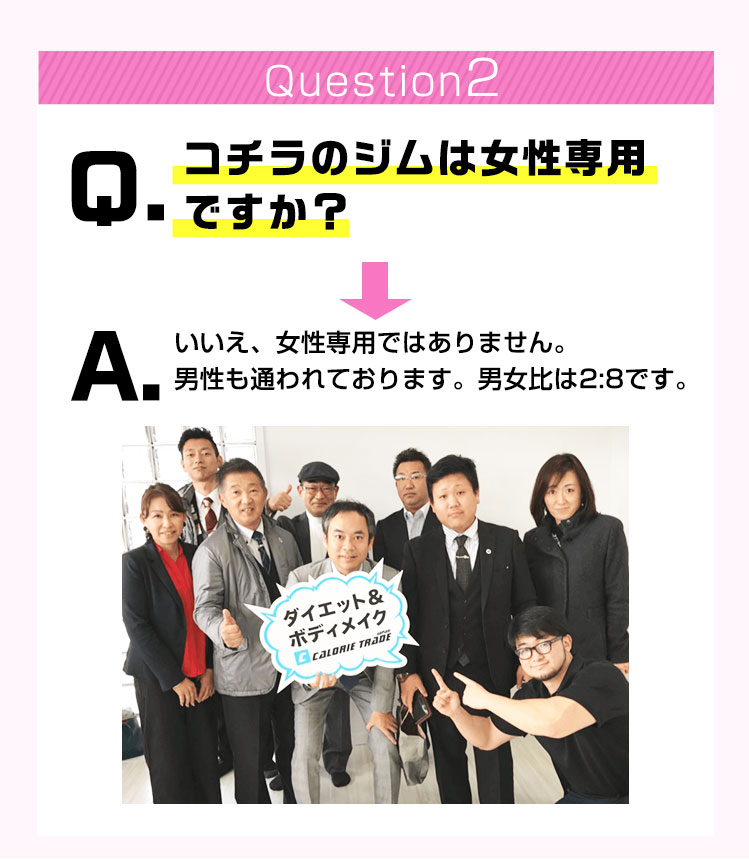 Question2
Q. コチラのジムは女性専用
ですか？
A. いいえ、女性専用ではありません。
男性も通われております。男女比は2:8です。
ダイエット&
ボディメイク
CALORIE TRADE